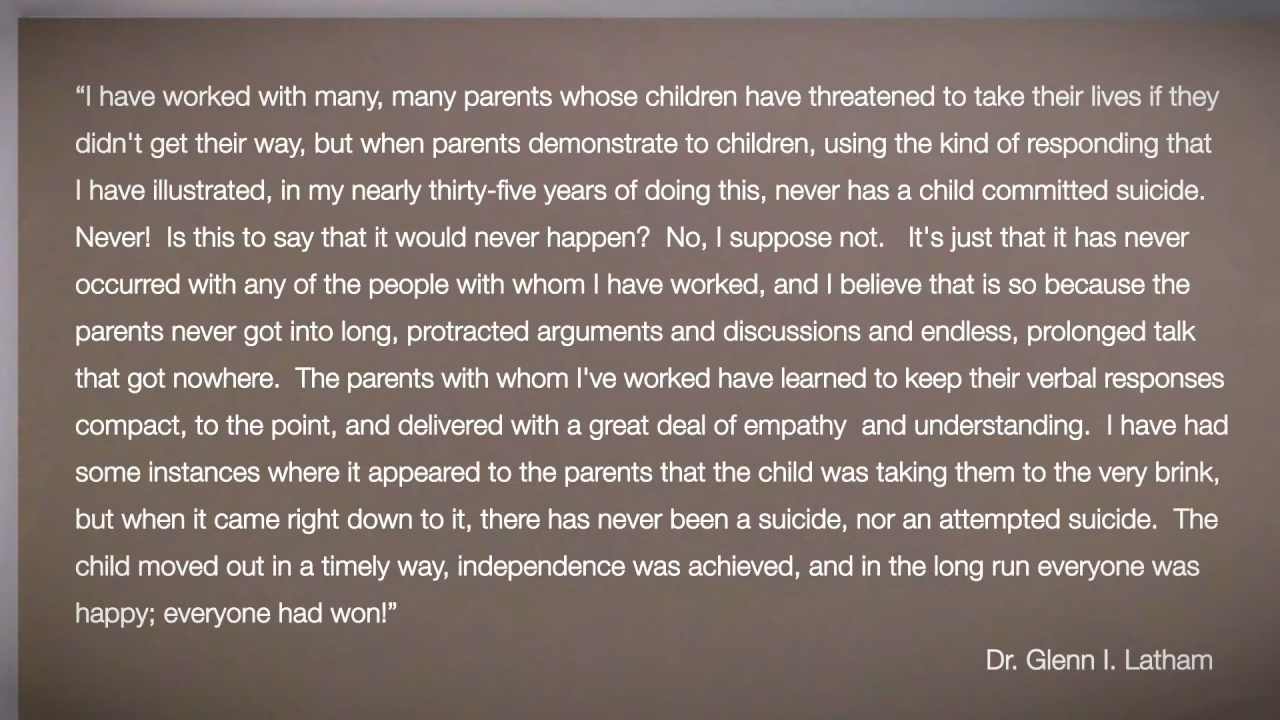 “I have worked with many, many parents whose children have threatened to take their lives if they
didn't get their way, but when parents demonstrate to children, using the kind of responding that
I have illustrated, in my nearly thirty-five years of doing this, never has a child committed suicide.
Never!  Is this to say that it would never happen?  No, I suppose not.   It's just that it has never
occurred with any of the people with whom I have worked, and I believe that is so because the
parents never got into long, protracted arguments and discussions and endless, prolonged talk
that got nowhere.  The parents with whom I've worked have learned to keep their verbal responses
compact, to the point, and delivered with a great deal of empathy  and understanding.  I have had
some instances where it appeared to the parents that the child was taking them to the very brink,
but when it came right down to it, there has never been a suicide, nor an attempted suicide.  The
child moved out in a timely way, independence was achieved, and in the long run everyone was
happy; everyone had won!”
Dr. Glenn I. Latham